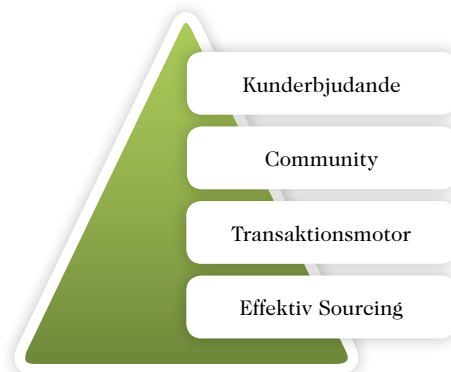 Kunderbjudande
Community
Transaktionsmotor
Effektiv Sourcing